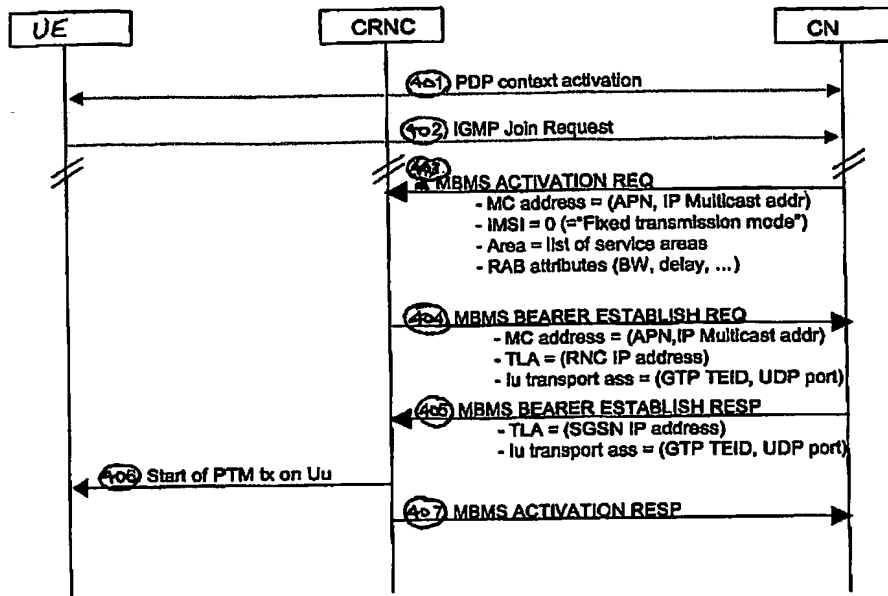 UE
CRNC
CN
401 PDP context activation
402 IGMP Join Request
403
MBMS ACTIVATION REQ
- MC address = (APN, IP Multicast addr)
- IMSI = 0 (="Fixed transmission mode")
- Area = list of service areas
- RAB attributes (BW, delay, ...)
404 MBMS BEARER ESTABLISH REQ
- MC address = (APN,IP Multicast addr)
- TLA = (RNC IP address)
- Iu transport ass = (GTP TEID, UDP port)
405 MBMS BEARER ESTABLISH RESP
- TLA = (SGSN IP address)
- Iu transport ass = (GTP TEID, UDP port)
406 Start of PTM tx on Uu
407 MBMS ACTIVATION RESP